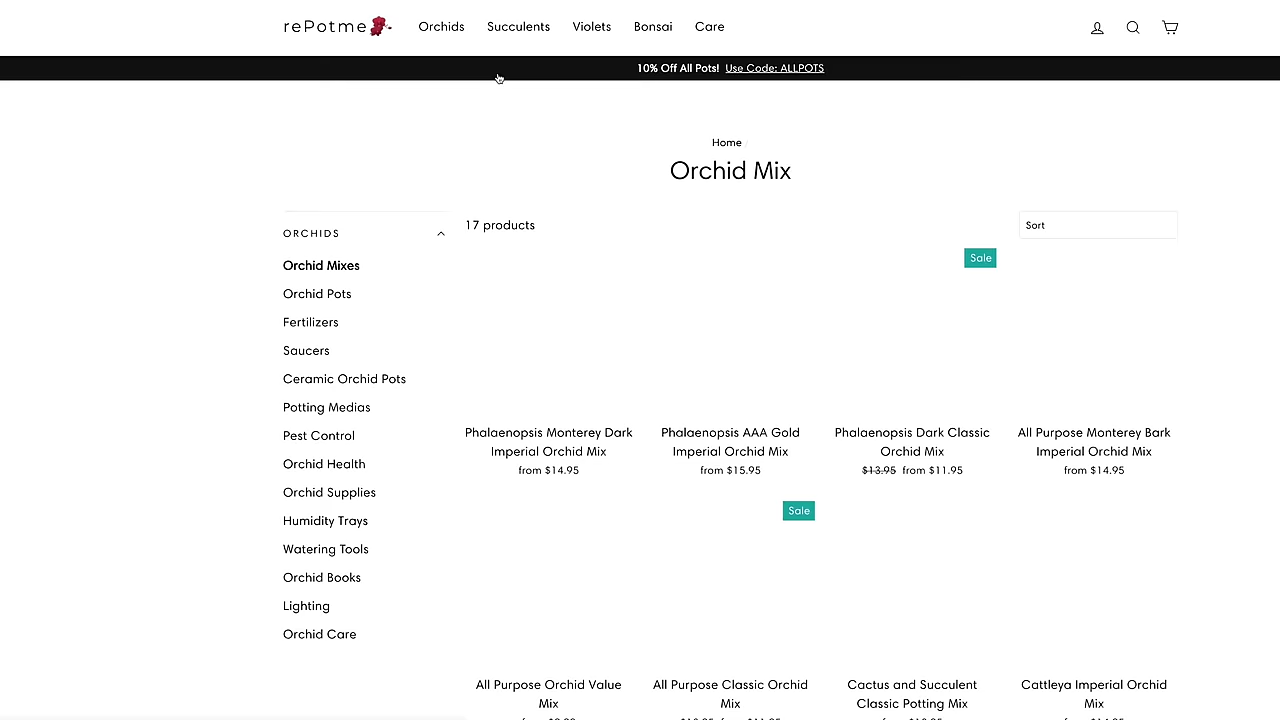 rePotme Orchids Succulents Violets Bonsai Care
10% Off All Pots! Use Code: ALLPOTS
Home /
Orchid Mix
ORCHIDS
Orchid Mixes
Orchid Pots
Fertilizers
Saucers
Ceramic Orchid Pots
Potting Medias
Pest Control
Orchid Health
Orchid Supplies
Humidity Trays
Watering Tools
Orchid Books
Lighting
Orchid Care
17 products
Sort
Sale
Phalaenopsis Monterey Dark
Imperial Orchid Mix
from $14.95
Phalaenopsis AAA Gold
Imperial Orchid Mix
from $15.95
Phalaenopsis Dark Classic
Orchid Mix
$13.95 from $11.95
All Purpose Monterey Bark
Imperial Orchid Mix
from $14.95
Sale
All Purpose Orchid Value
Mix
All Purpose Classic Orchid
Mix
Cactus and Succulent
Classic Potting Mix
Cattleya Imperial Orchid
Mix